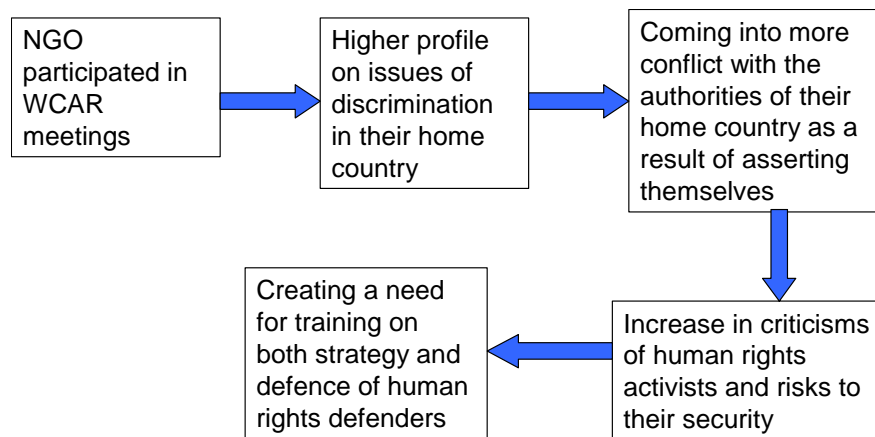 NGO
participated in
WCAR
meetings
Higher profile
on issues of
discrimination
in their home
country
Coming into more
conflict with the
authorities of their
home country as a
result of asserting
themselves
Increase in criticisms
of human rights
activists and risks to
their security
Creating a need
for training on
both strategy and
defence of human
rights defenders